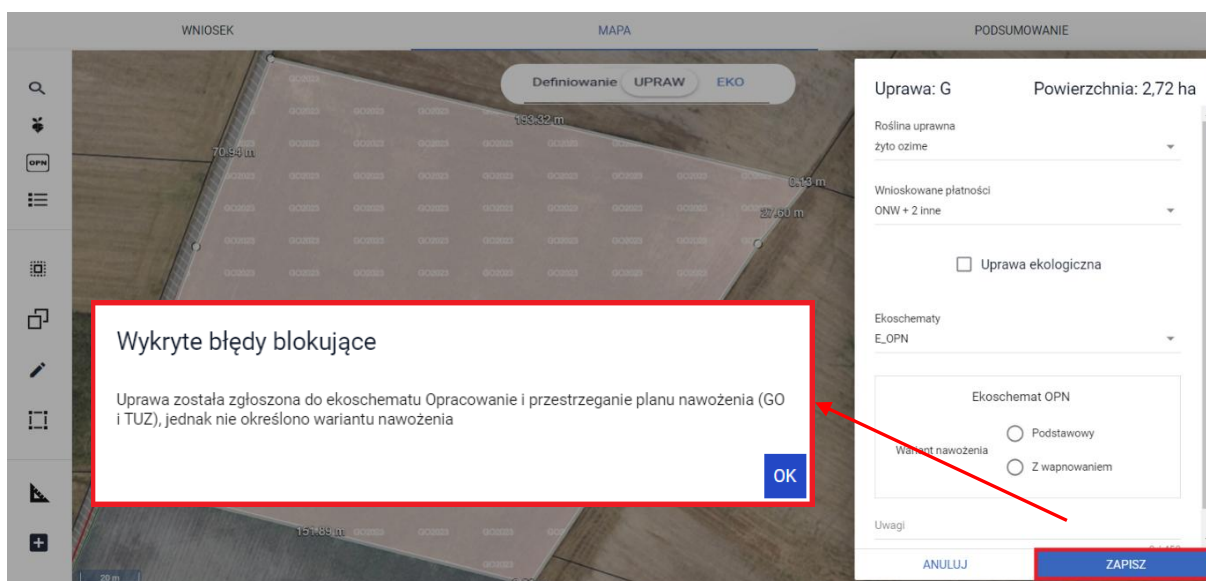 WNIOSEK
MAPA
PODSUMOWANIE
Definiowanie UPRAW EKO
OPN
193.32 m
70.94 m
27.60 m
GO2023
151.89 m
20 m
Uprawa: G
Powierzchnia: 2,72 ha
Roślina uprawna
żyto ozime
Wnioskowane płatności
ONW + 2 inne
Uprawa ekologiczna
Ekoschematy
E_OPN
Ekoschemat OPN
Wariant nawożenia
Podstawowy
Z wapnowaniem
Uwagi
ANULUJ
ZAPISZ
Wykryte błędy blokujące
Uprawa została zgłoszona do ekoschematu Opracowanie i przestrzeganie planu nawożenia (GO
i TUZ), jednak nie określono wariantu nawożenia
OK